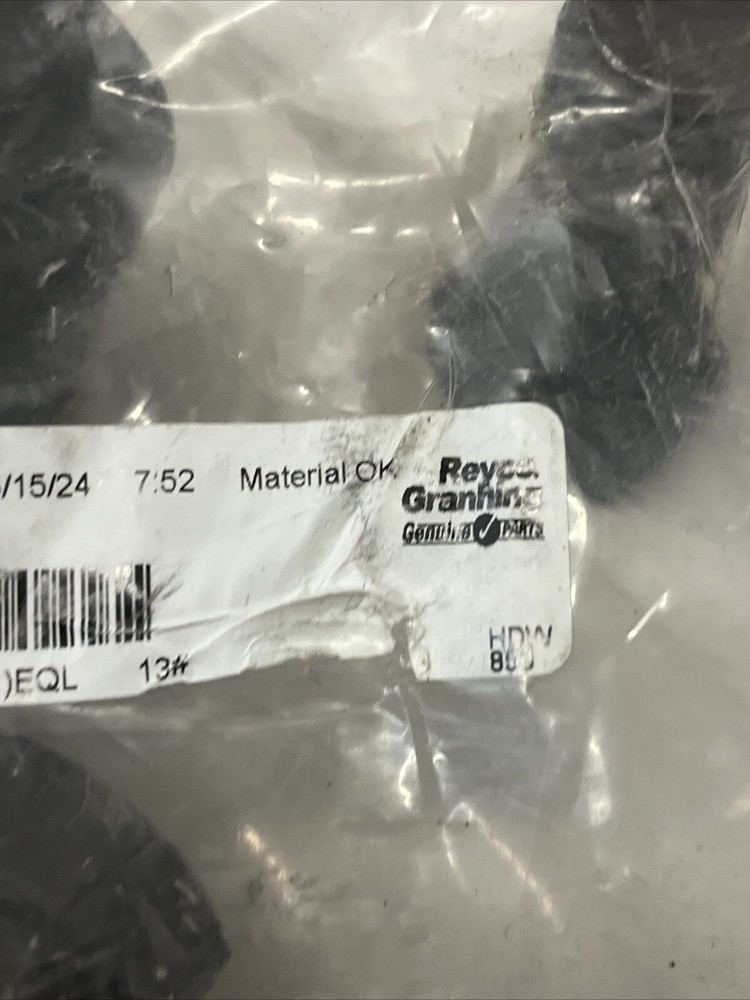 /15/24 7:52 Material OK
Reyco
Granning
Genuine PARTS
)EQL 13#
HDW